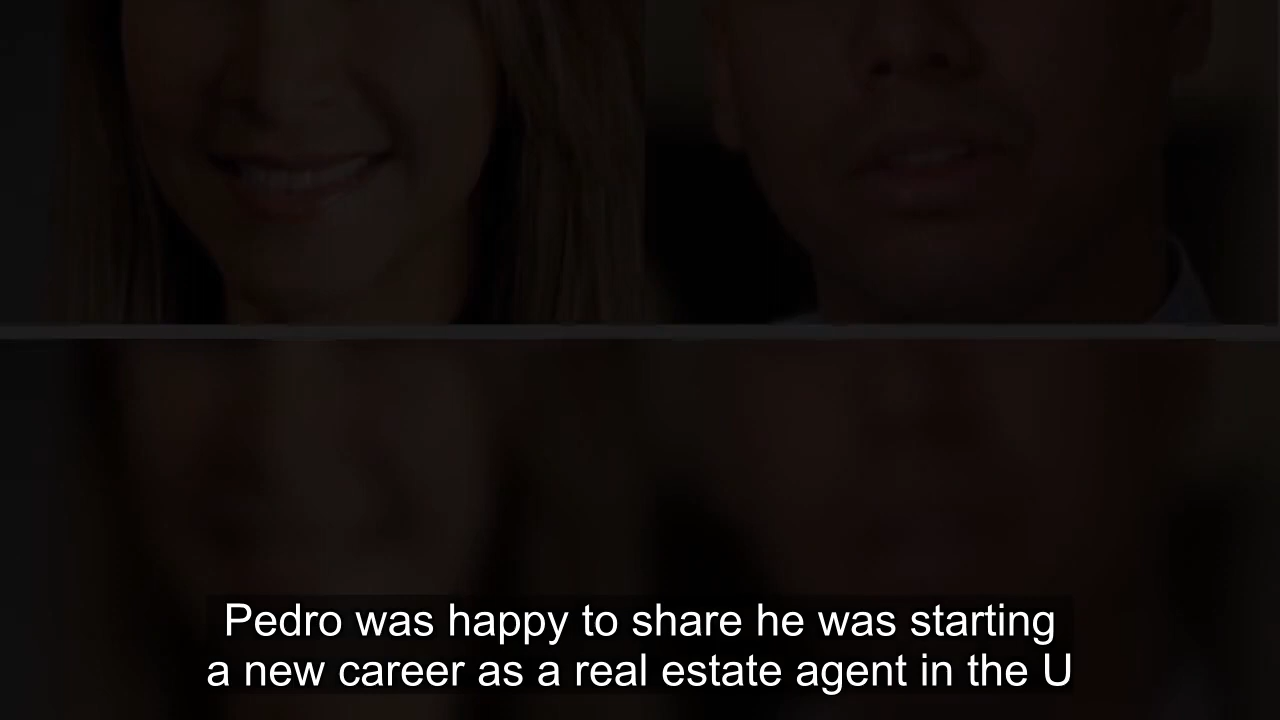 Pedro was happy to share he was starting
a new career as a real estate agent in the U